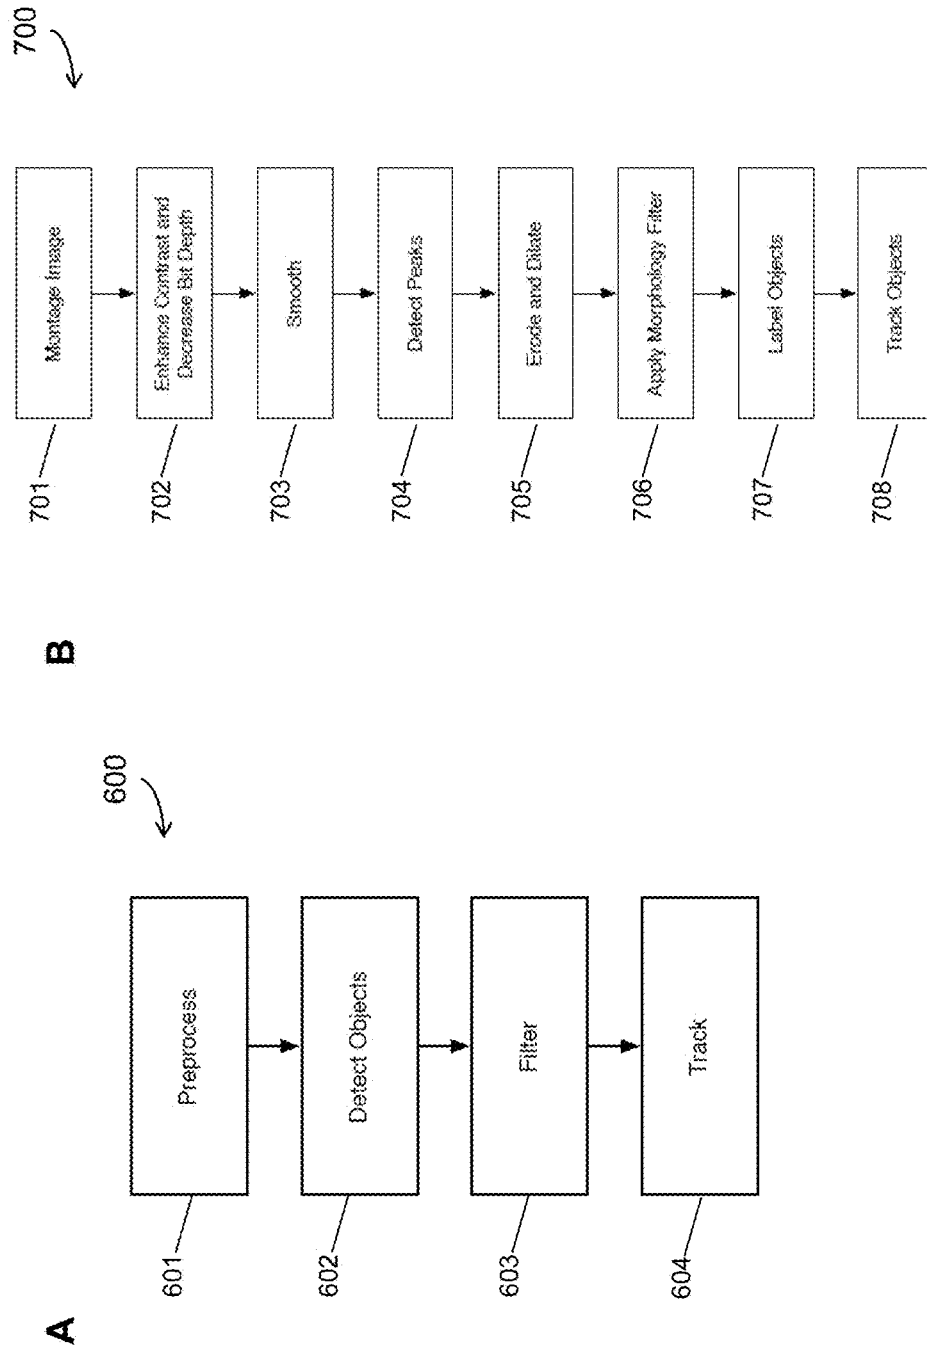 A
600
601
Preprocess
602
Detect Objects
603
Filter
604
Track
B
700
701
Montage Image
702
Enhance Contrast and
Decrease Bit Depth
703
Smooth
704
Detect Peaks
705
Erode and Dilate
706
Apply Morphology Filter
707
Label Objects
708
Track Objects